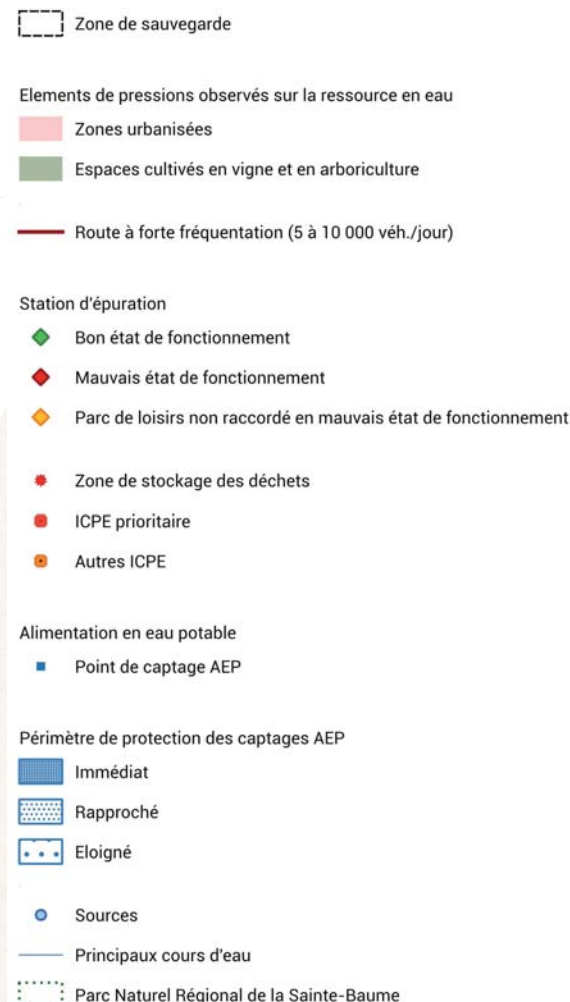 Zone de sauvegarde
Elements de pressions observés sur la ressource en eau
Zones urbanisées
Espaces cultivés en vigne et en arboriculture
Route à forte fréquentation (5 à 10 000 véh./jour)
Station d'épuration
Bon état de fonctionnement
Mauvais état de fonctionnement
Parc de loisirs non raccordé en mauvais état de fonctionnement
Zone de stockage des déchets
ICPE prioritaire
Autres ICPE
Alimentation en eau potable
Point de captage AEP
Périmètre de protection des captages AEP
Immédiat
Rapproché
Eloigné
Sources
Principaux cours d'eau
Parc Naturel Régional de la Sainte-Baume